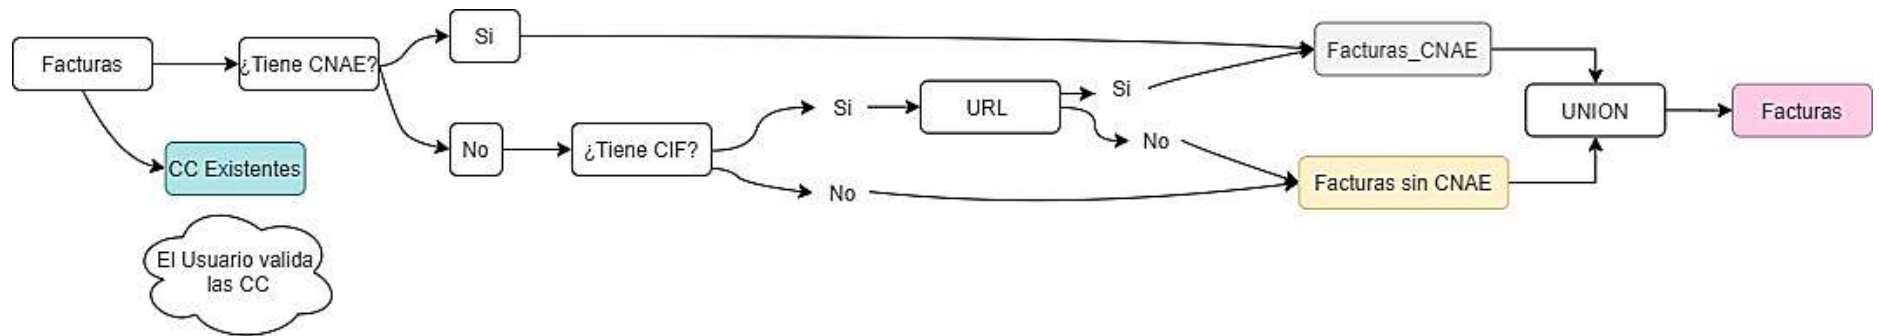 Facturas
¿Tiene CNAE?
Si
No
¿Tiene CIF?
Si
No
URL
Si
No
Facturas_CNAE
Facturas sin CNAE
UNION
Facturas
CC Existentes
El Usuario valida
las CC